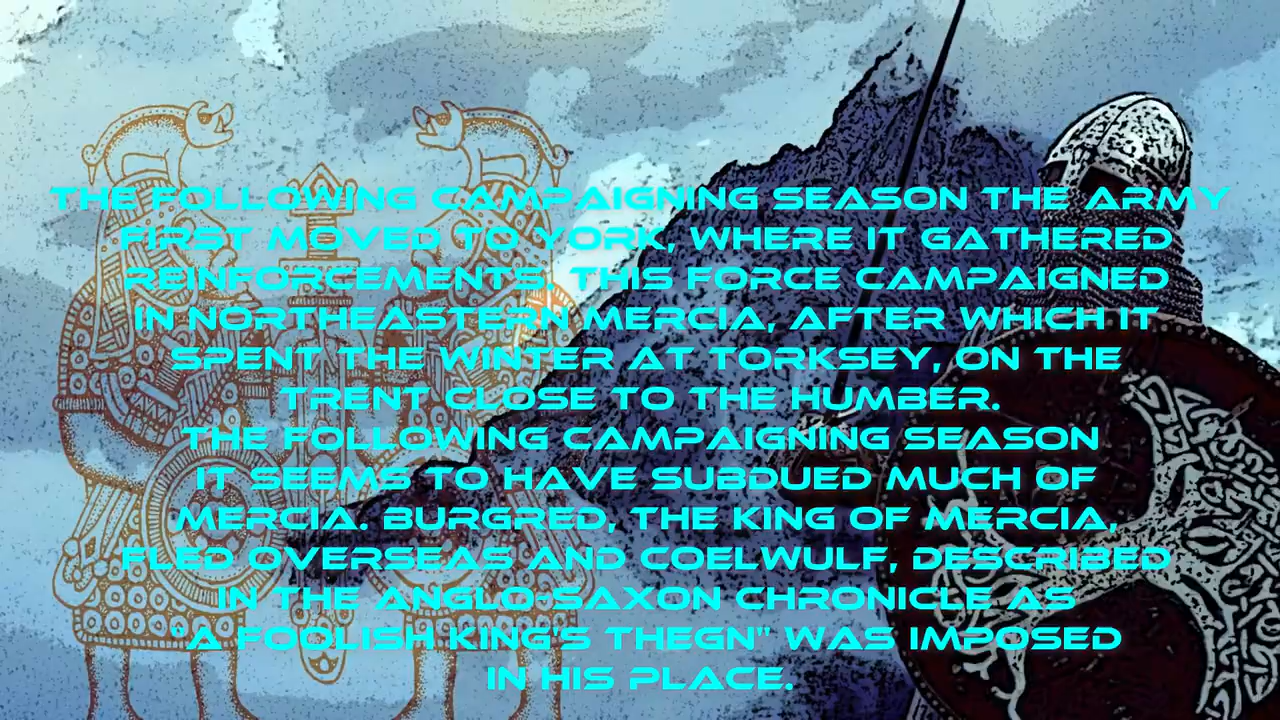 THE FOLLOWING CAMPAIGNING SEASON THE ARMY
FIRST MOVED TO YORK, WHERE IT GATHERED
REINFORCEMENTS. THIS FORCE CAMPAIGNED
IN NORTHEASTERN MERCIA, AFTER WHICH IT
SPENT THE WINTER AT TORKSEY, ON THE
TRENT CLOSE TO THE HUMBER.
THE FOLLOWING CAMPAIGNING SEASON
IT SEEMS TO HAVE SUBDUED MUCH OF
MERCIA. BURGRED, THE KING OF MERCIA,
FLED OVERSEAS AND COELWULF, DESCRIBED
IN THE ANGLO-SAXON CHRONICLE AS
"A FOOLISH KING'S THEGN" WAS IMPOSED
IN HIS PLACE.